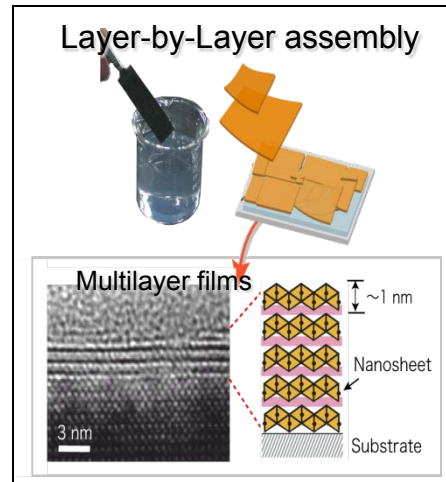 Layer-by-Layer assembly
Multilayer films
～1 nm
Nanosheet
3 nm
Substrate